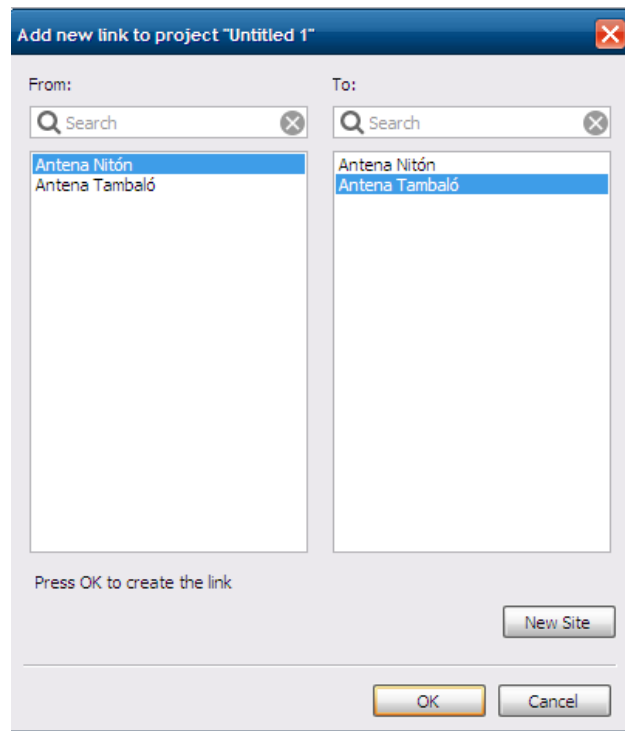 Add new link to project "Untitled 1"
From:
To:
Search
Search
Antena Nitón
Antena Tambaló
Antena Nitón
Antena Tambaló
Press OK to create the link
New Site
OK
Cancel